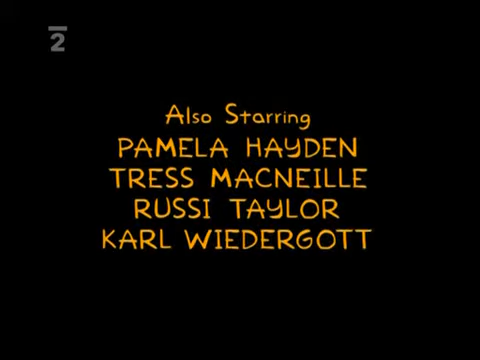 2
Also Starring
PAMELA HAYDEN
TRESS MACNEILLE
RUSSI TAYLOR
KARL WIEDERGOTT